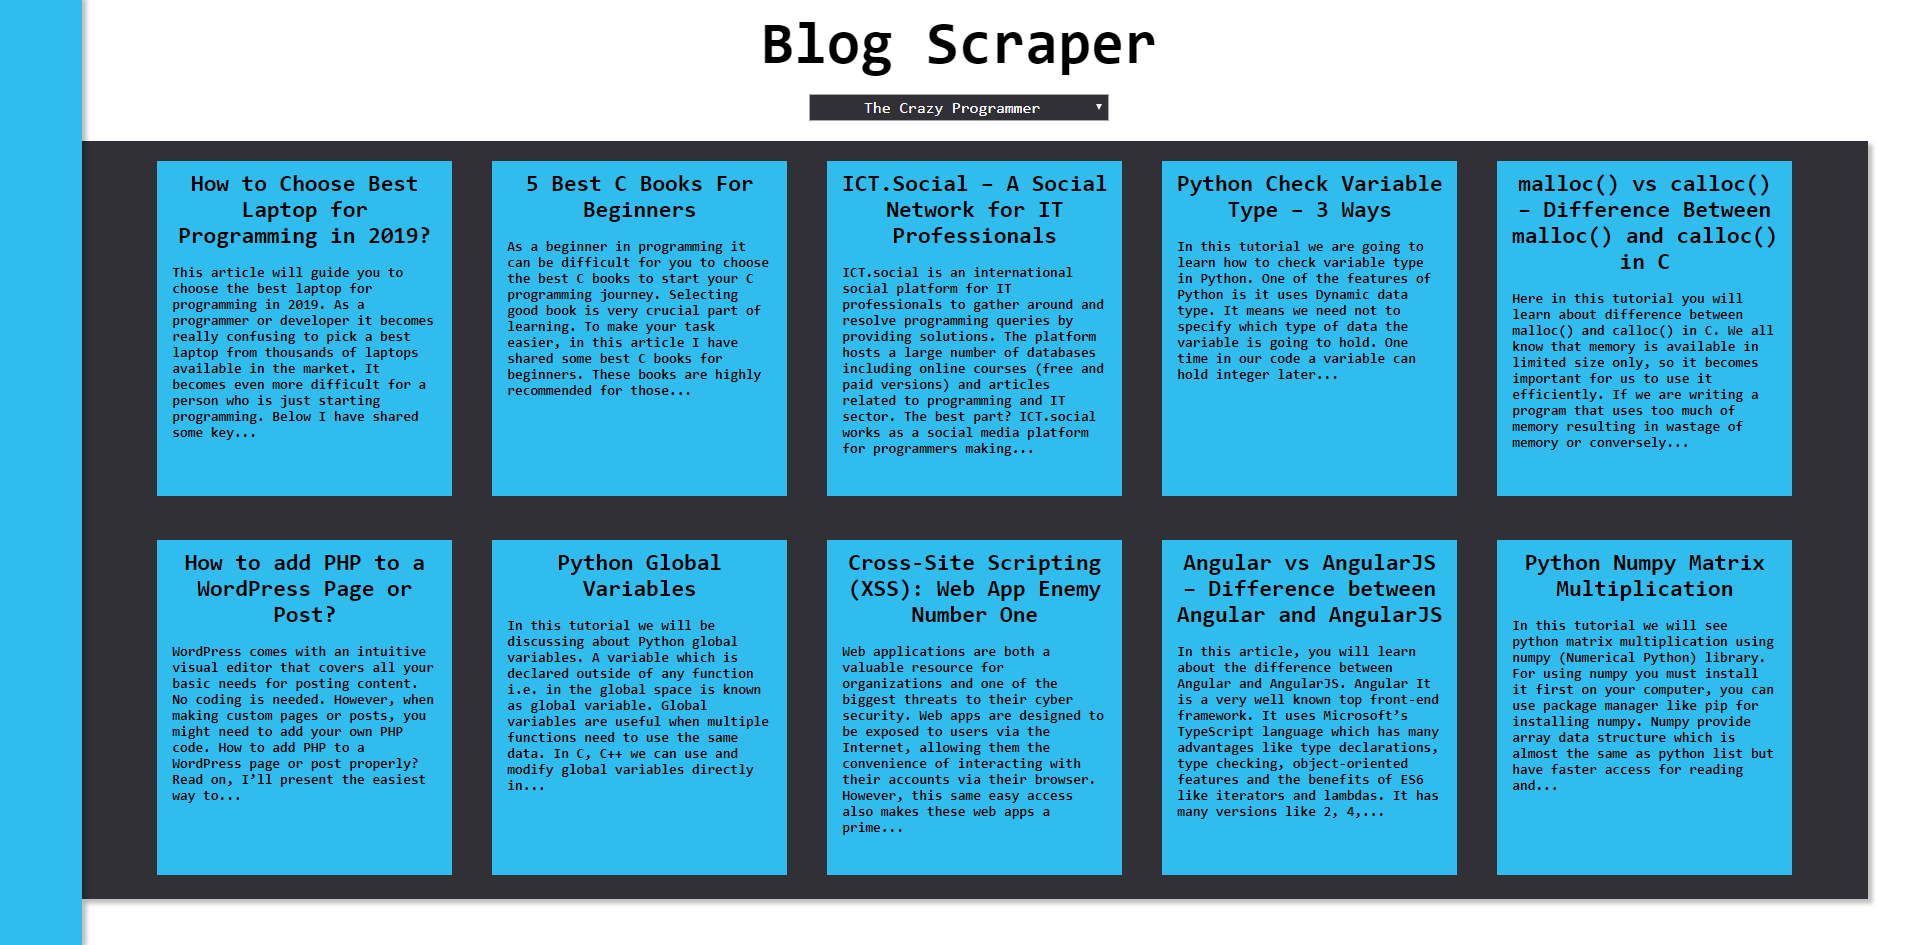 Blog Scraper
The Crazy Programmer
How to Choose Best
Laptop for
Programming in 2019?
This article will guide you to
choose the best laptop for
programming in 2019. As a
programmer or developer it becomes
really confusing to pick a best
laptop from thousands of laptops
available in the market. It
becomes even more difficult for a
person who is just starting
programming. Below I have shared
some key...
5 Best C Books For
Beginners
As a beginner in programming it
can be difficult for you to choose
the best C books to start your C
programming journey. Selecting
good book is very crucial part of
learning. To make your task
easier, in this article I have
shared some best C books for
beginners. These books are highly
recommended for those...
ICT.Social – A Social
Network for IT
Professionals
ICT.social is an international
social platform for IT
professionals to gather around and
resolve programming queries by
providing solutions. The platform
hosts a large number of databases
including online courses (free and
paid versions) and articles
related to programming and IT
sector. The best part? ICT.social
works as a social media platform
for programmers making...
Python Check Variable
Type – 3 Ways
In this tutorial we are going to
learn how to check variable type
in Python. One of the features of
Python is it uses Dynamic data
type. It means we need not to
specify which type of data the
variable is going to hold. One
time in our code a variable can
hold integer later...
malloc() vs calloc()
– Difference Between
malloc() and calloc()
in C
Here in this tutorial you will
learn about difference between
malloc() and calloc() in C. We all
know that memory is available in
limited size only, so it becomes
important for us to use it
efficiently. If we are writing a
program that uses too much of
memory resulting in wastage of
memory or conversely...
How to add PHP to a
WordPress Page or
Post?
WordPress comes with an intuitive
visual editor that covers all your
basic needs for posting content.
No coding is needed. However, when
making custom pages or posts, you
might need to add your own PHP
code. How to add PHP to a
WordPress page or post properly?
Read on, I’ll present the easiest
way to...
Python Global
Variables
In this tutorial we will be
discussing about Python global
variables. A variable which is
declared outside of any function
i.e. in the global space is known
as global variable. Global
variables are useful when multiple
functions need to use the same
data. In C, C++ we can use and
modify global variables directly
in...
Cross-Site Scripting
(XSS): Web App Enemy
Number One
Web applications are both a
valuable resource for
organizations and one of the
biggest threats to their cyber
security. Web apps are designed to
be exposed to users via the
Internet, allowing them the
convenience of interacting with
their accounts via their browser.
However, this same easy access
also makes these web apps a
prime...
Angular vs AngularJS
– Difference between
Angular and AngularJS
In this article, you will learn
about the difference between
Angular and AngularJS. Angular It
is a very well known top front-end
framework. It uses Microsoft’s
TypeScript language which has many
advantages like type declarations,
type checking, object-oriented
features and the benefits of ES6
like iterators and lambdas. It has
many versions like 2, 4,...
Python Numpy Matrix
Multiplication
In this tutorial we will see
python matrix multiplication using
numpy (Numerical Python) library.
For using numpy you must install
it first on your computer, you can
use package manager like pip for
installing numpy. Numpy provide
array data structure which is
almost the same as python list but
have faster access for reading
and...